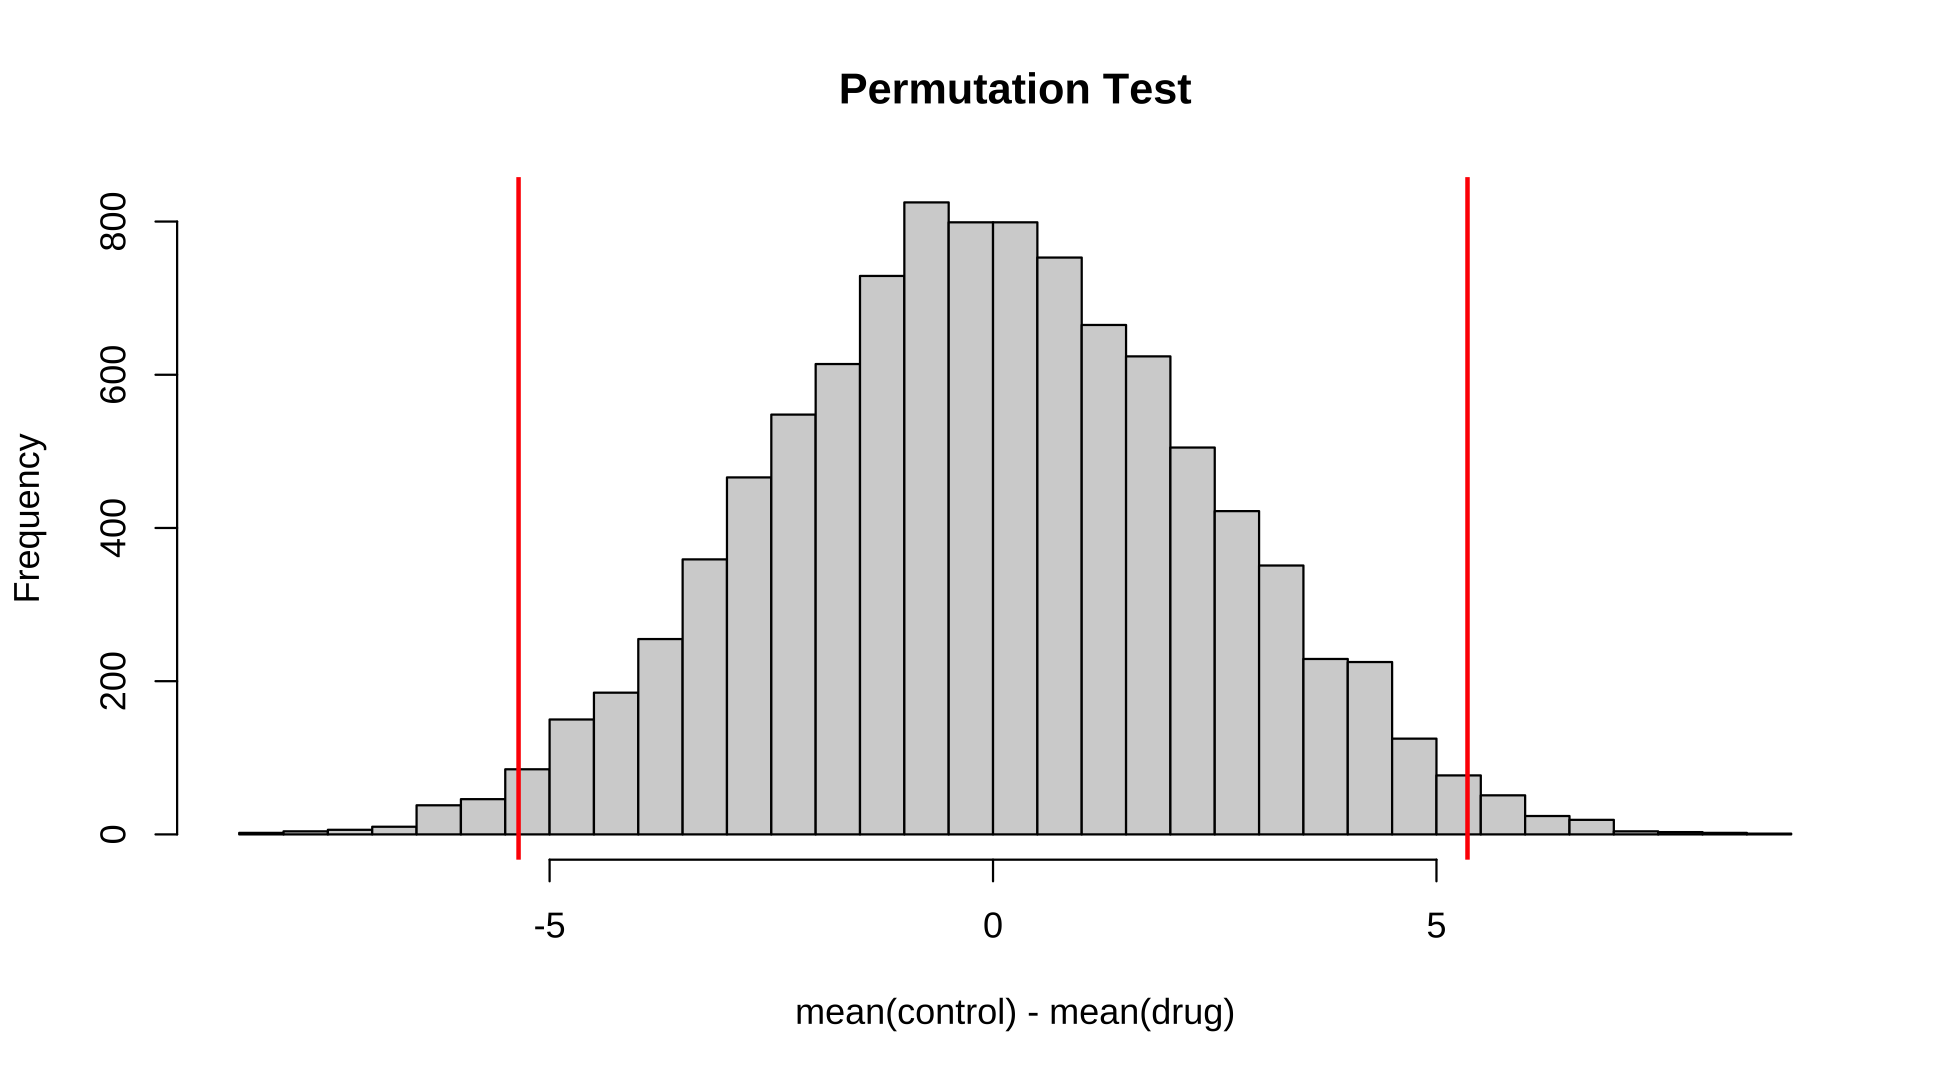 Permutation Test
Frequency
800
600
400
200
0
-5 0 5
mean(control) - mean(drug)